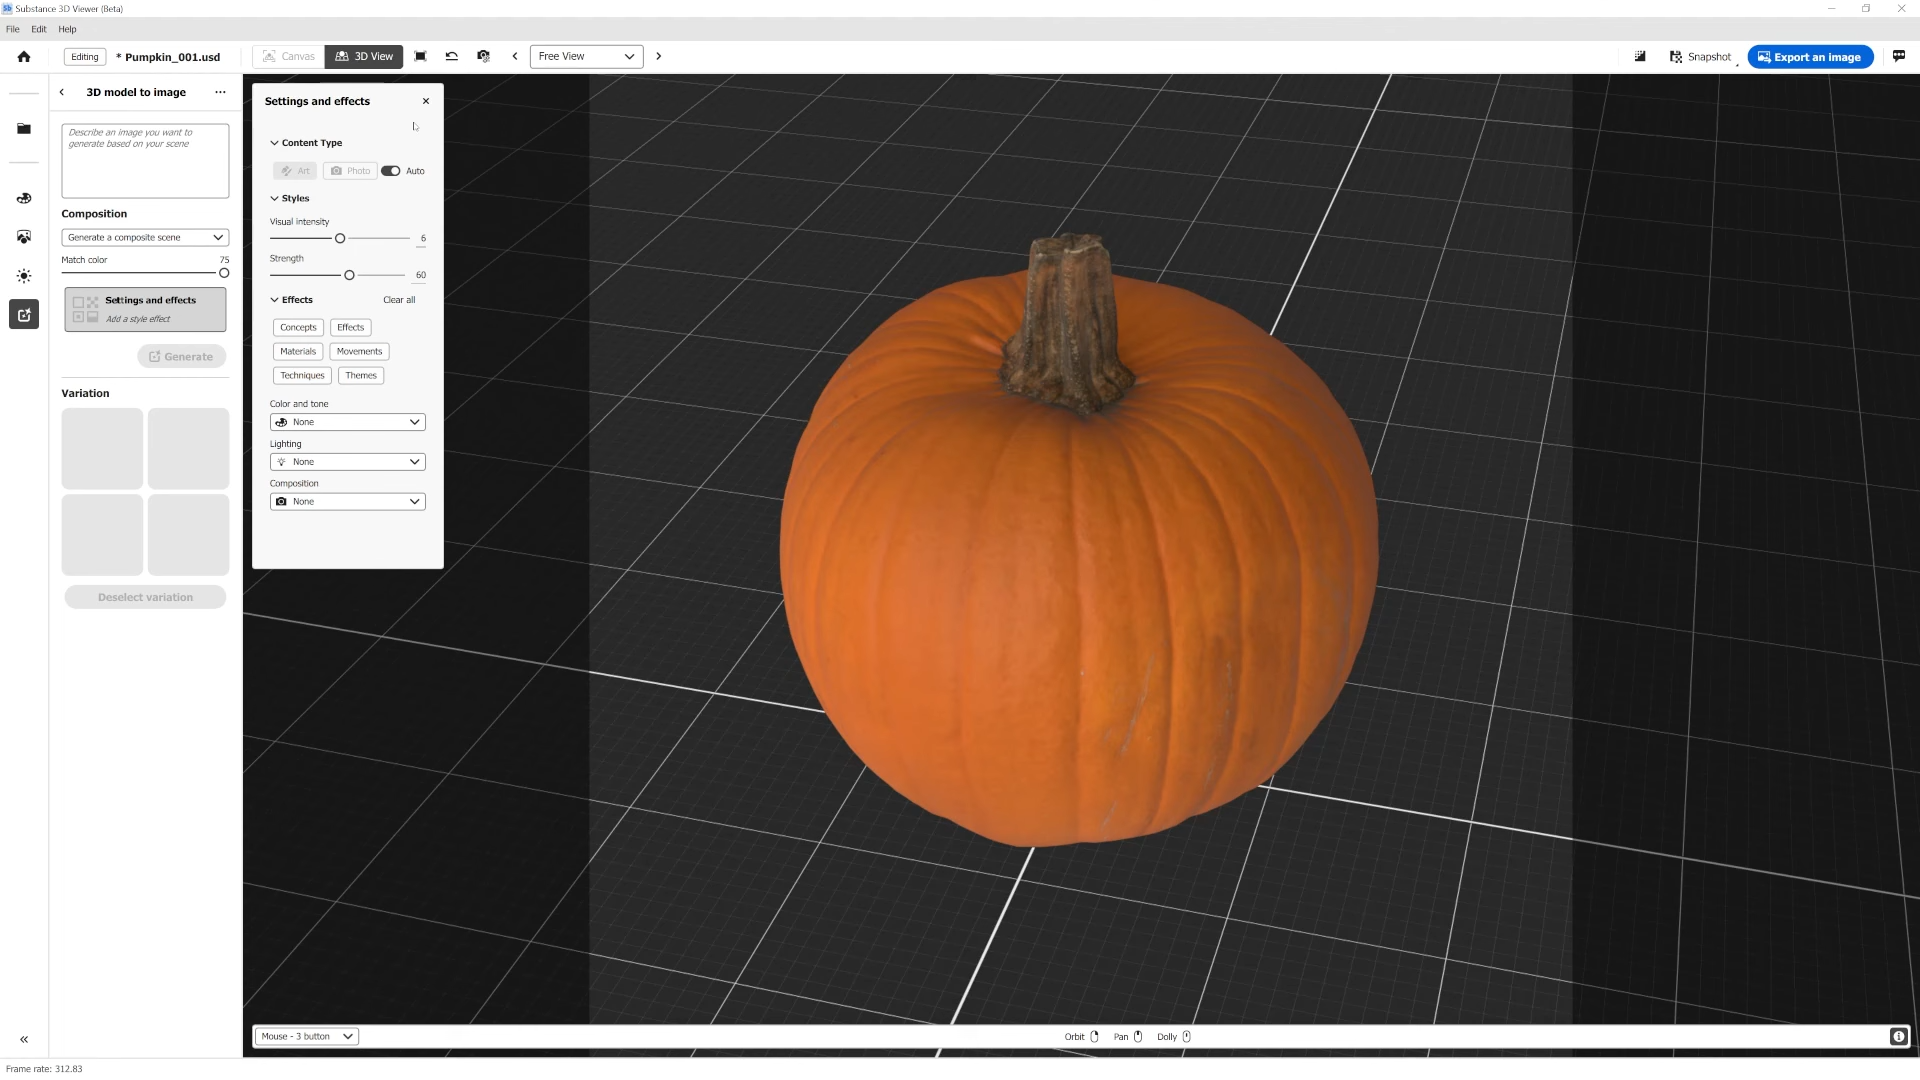 Substance 3D Viewer (Beta)
File Edit Help
Editing * Pumpkin_001.usd Canvas 3D View Free View Snapshot Export an image
3D model to image
Describe an image you want to
generate based on your scene
Composition
Generate a composite scene
Match color 75
Settings and effects
Add a style effect
Generate
Variation
Deselect variation
Settings and effects
Content Type
Art Photo Auto
Styles
Visual intensity
6
Strength
60
Effects Clear all
Concepts Effects
Materials Movements
Techniques Themes
Color and tone
None
Lighting
None
Composition
None
Mouse - 3 button Orbit Pan Dolly
Frame rate: 312.83